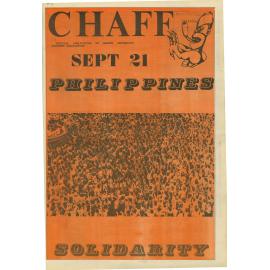 CHAFF
SEPT 21
PHILIPPINES
SOLIDARITY